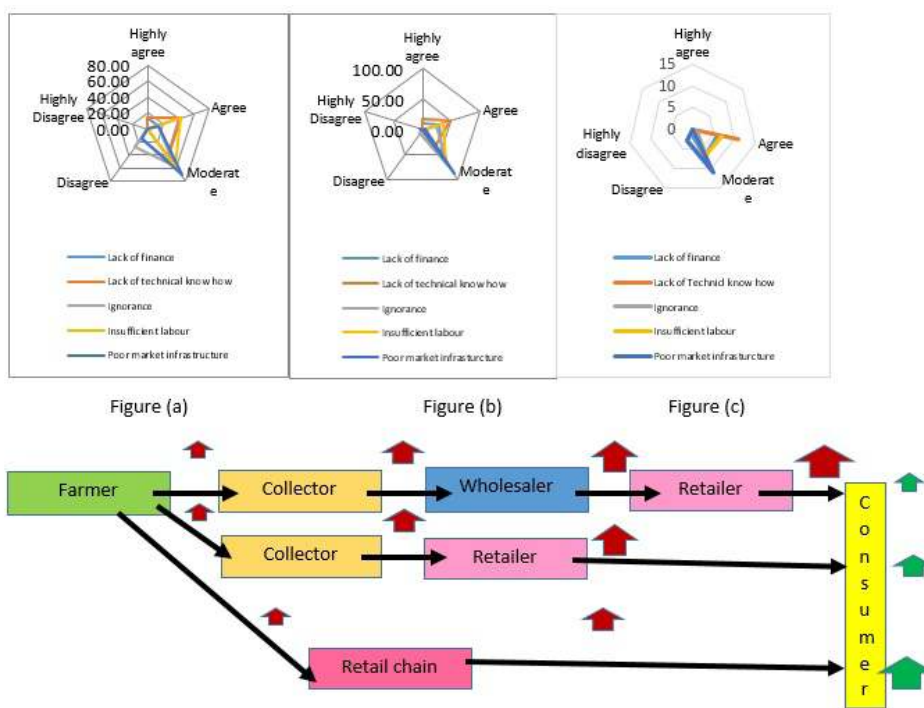 Highly
agree
80.00
60.00
40.00
20.00
0.00
Highly
Disagree
Agree
Disagree
Moderat
e
Lack of finance
Lack of technical know how
Ignorance
Insufficient labour
Poor market infrastructure
Highly
agree
100.00
50.00
0.00
Highly
Disagree
Agree
Disagree
Moderat
e
Lack of finance
Lack of technical know how
Ignorance
Insufficient labour
Poor market infrasturcture
Highly
agree
15
10
5
0
Highly
disagree
Agree
Disagree
Moderat
e
Lack of finance
Lack of Technid know how
Ignorance
Insufficient labour
Poor market infrasturcture
Figure (a)
Figure (b)
Figure (c)
Farmer
Collector
Wholesaler
Retailer
Collector
Retailer
Retail chain
C
o
n
s
u
m
e
r